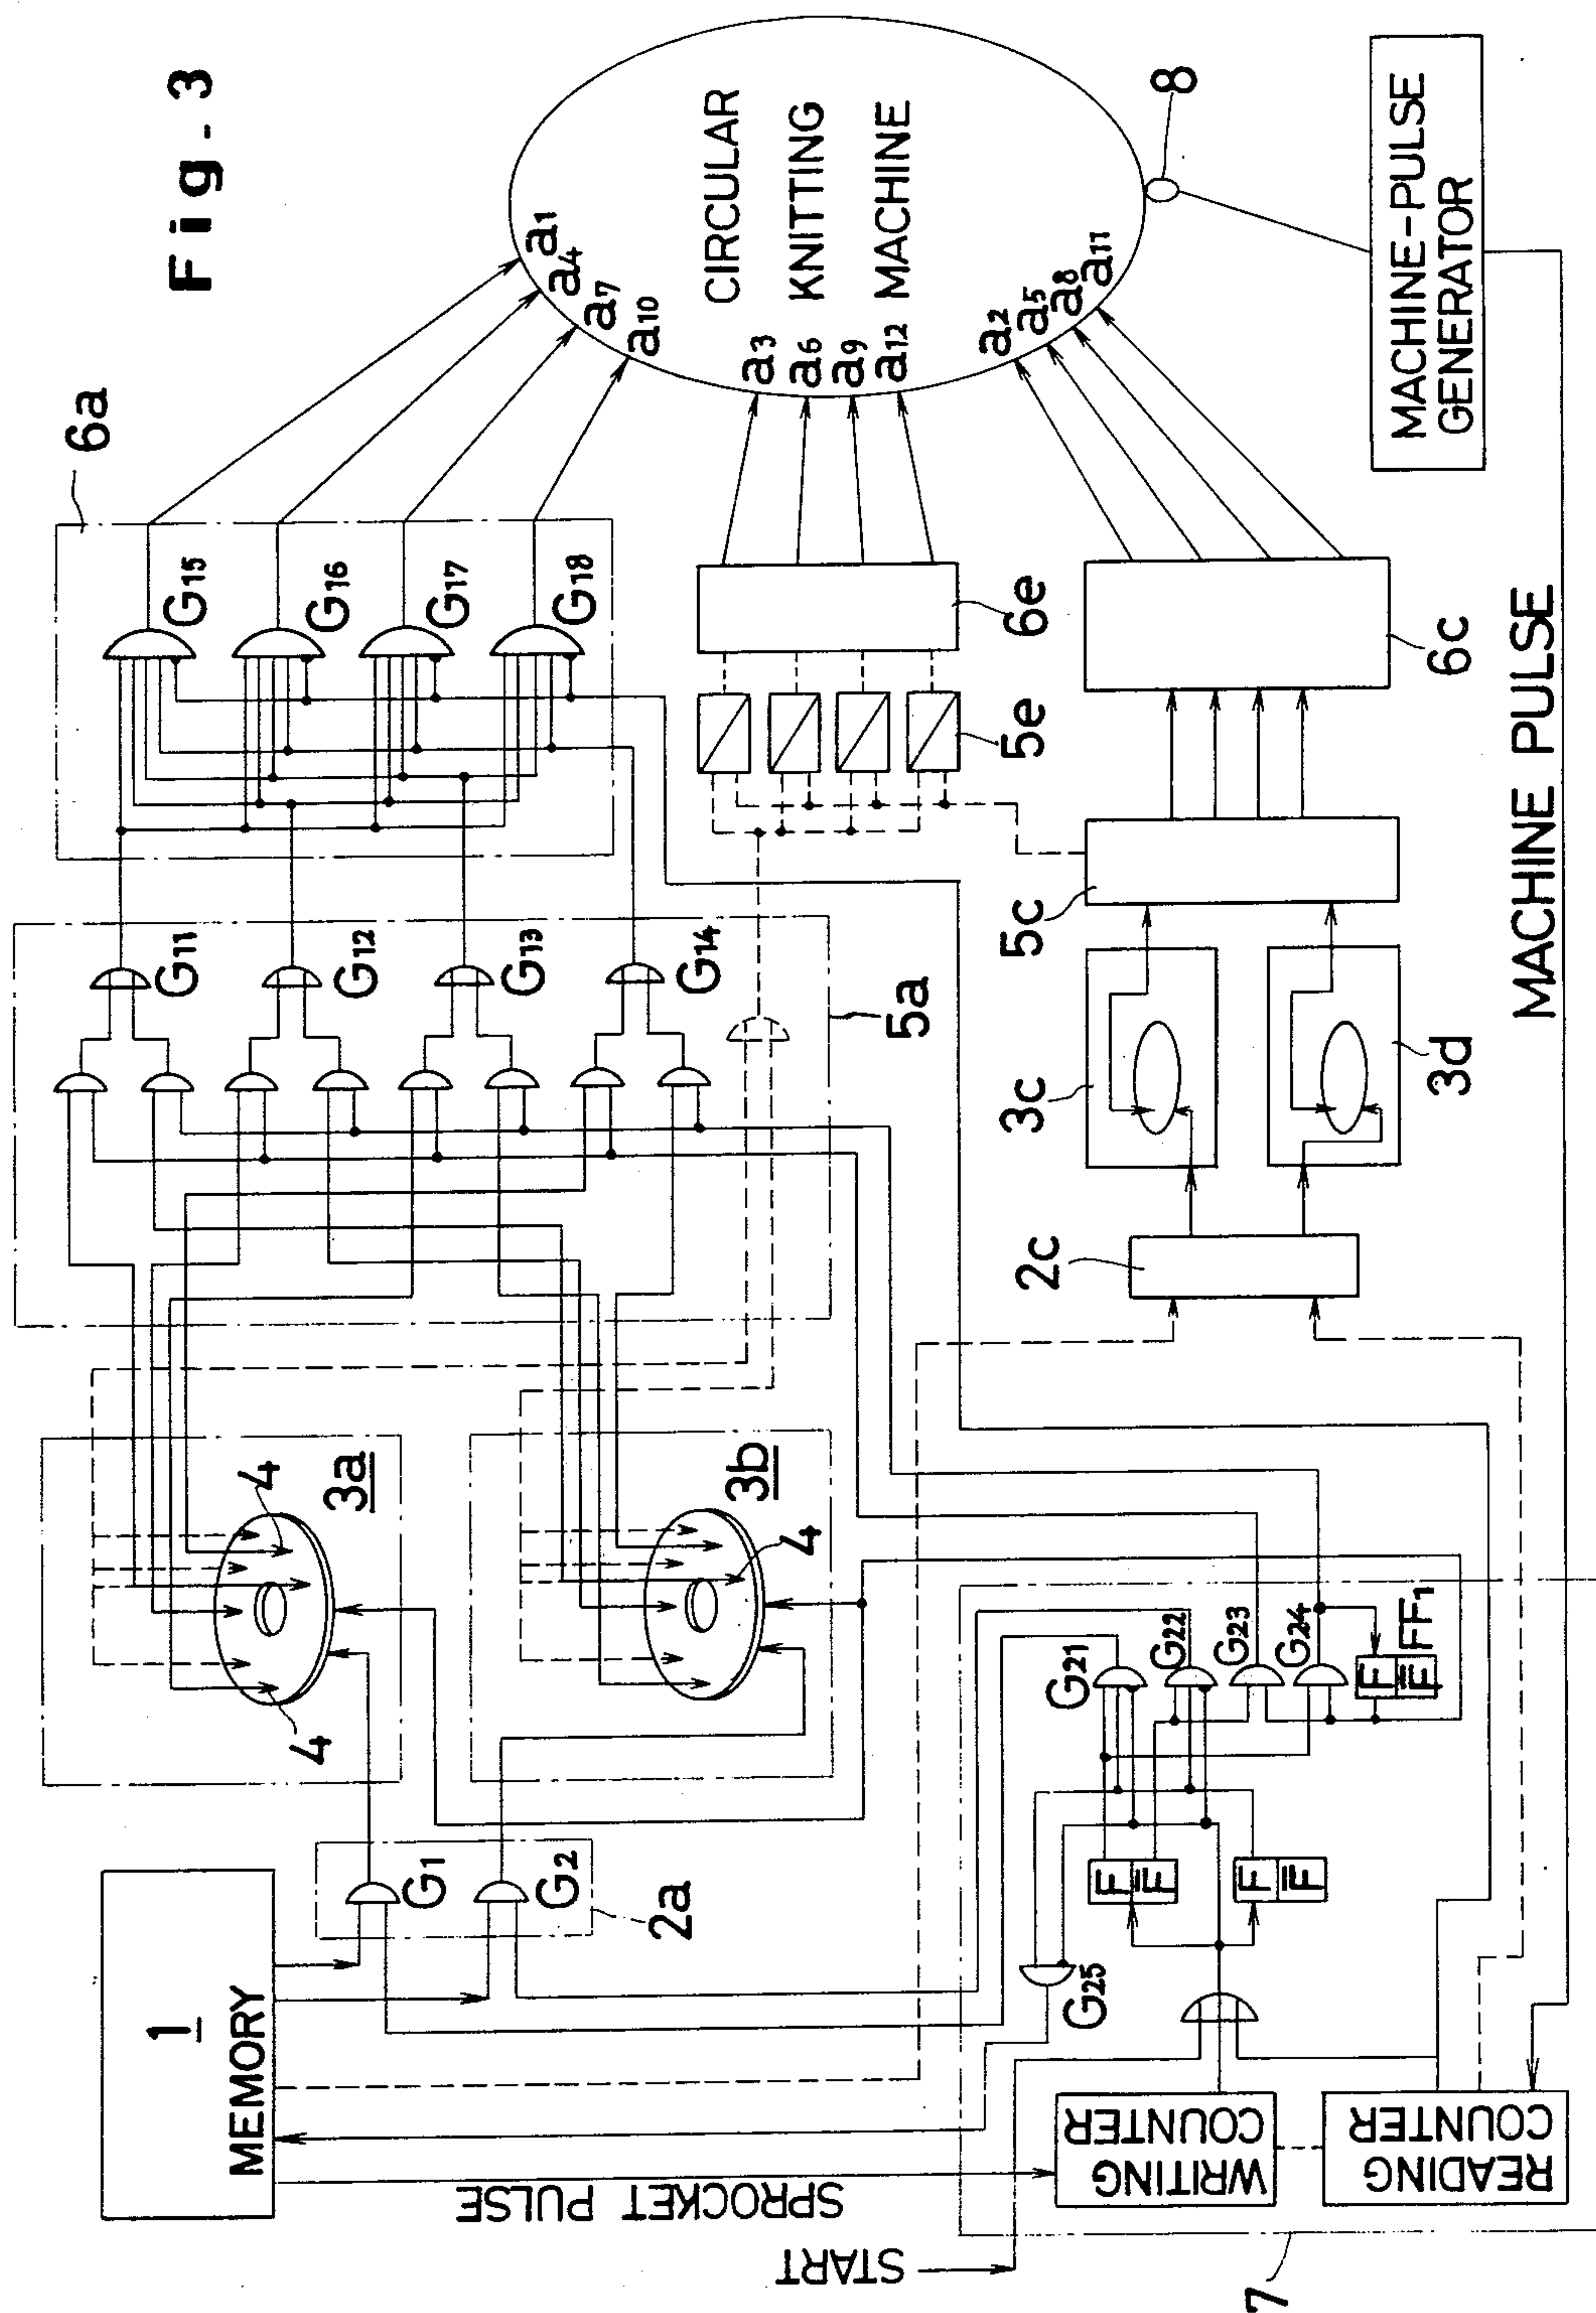 Fig-3
6a
G15
G16
G17
G18
a1
a4
a7
a10
CIRCULAR
KNITTING
MACHINE
a3
a6
a9
a12
a2
a5
a8
a11
8
MACHINE-PULSE
GENERATOR
6e
6c
5e
5c
G11
G12
G13
G14
5a
3c
3d
2c
MACHINE PULSE
3a
4
4
3b
4
G21
G22
G23
G24
F
F
FF1
1
MEMORY
G1
G2
2a
G25
F
F
F
F
SPROCKET PULSE
START
WRITING
COUNTER
READING
COUNTER
7